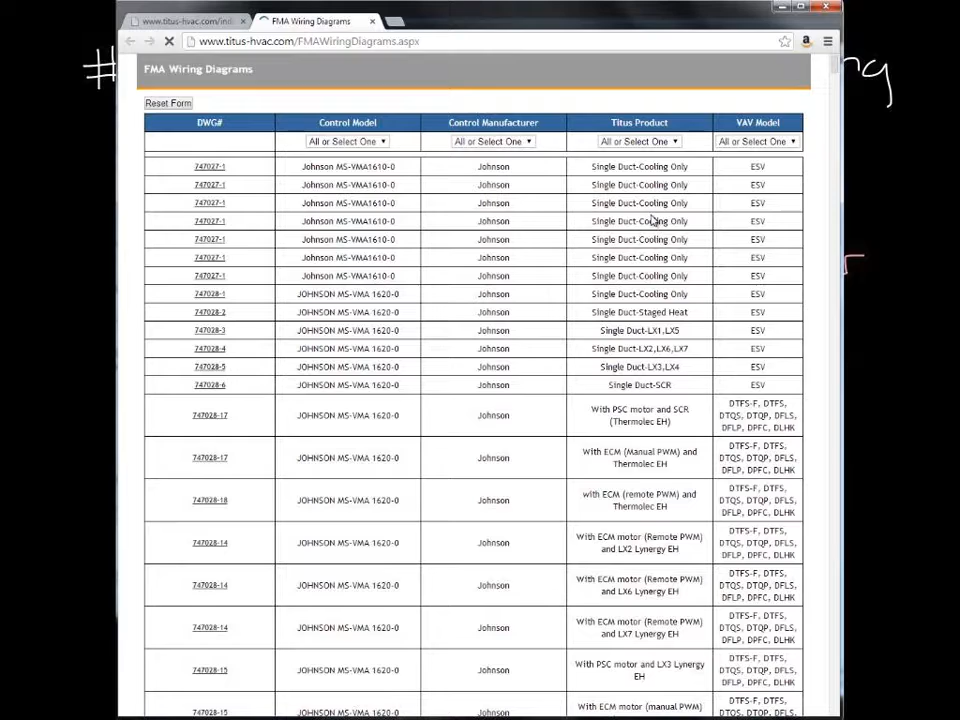 www.titus-hvac.com/indi
FMA Wiring Diagrams
www.titus-hvac.com/FMAWiringDiagrams.aspx
FMA Wiring Diagrams
Reset Form
DWG# Control Model Control Manufacturer Titus Product VAV Model
All or Select One All or Select One All or Select One All or Select One
747027-1 Johnson MS-VMA1610-0 Johnson Single Duct-Cooling Only ESV
747027-1 Johnson MS-VMA1610-0 Johnson Single Duct-Cooling Only ESV
747027-1 Johnson MS-VMA1610-0 Johnson Single Duct-Cooling Only ESV
747027-1 Johnson MS-VMA1610-0 Johnson Single Duct-Cooling Only ESV
747027-1 Johnson MS-VMA1610-0 Johnson Single Duct-Cooling Only ESV
747027-1 Johnson MS-VMA1610-0 Johnson Single Duct-Cooling Only ESV
747027-1 Johnson MS-VMA1610-0 Johnson Single Duct-Cooling Only ESV
747028-1 JOHNSON MS-VMA 1620-0 Johnson Single Duct-Cooling Only ESV
747028-2 JOHNSON MS-VMA 1620-0 Johnson Single Duct-Staged Heat ESV
747028-3 JOHNSON MS-VMA 1620-0 Johnson Single Duct-LX1,LX5 ESV
747028-4 JOHNSON MS-VMA 1620-0 Johnson Single Duct-LX2,LX6,LX7 ESV
747028-5 JOHNSON MS-VMA 1620-0 Johnson Single Duct-LX3,LX4 ESV
747028-6 JOHNSON MS-VMA 1620-0 Johnson Single Duct-SCR ESV
747028-17 JOHNSON MS-VMA 1620-0 Johnson With PSC motor and SCR (Thermolec EH) DTFS-F, DTFS, DTQS, DTQP, DFLS, DFLP, DPFC, DLHK
747028-17 JOHNSON MS-VMA 1620-0 Johnson With ECM (Manual PWM) and Thermolec EH DTFS-F, DTFS, DTQS, DTQP, DFLS, DFLP, DPFC, DLHK
747028-18 JOHNSON MS-VMA 1620-0 Johnson with ECM (remote PWM) and Thermolec EH DTFS-F, DTFS, DTQS, DTQP, DFLS, DFLP, DPFC, DLHK
747028-14 JOHNSON MS-VMA 1620-0 Johnson With ECM motor (Remote PWM) and LX2 Lynergy EH DTFS-F, DTFS, DTQS, DTQP, DFLS, DFLP, DPFC, DLHK
747028-14 JOHNSON MS-VMA 1620-0 Johnson With ECM motor (Remote PWM) and LX6 Lynergy EH DTFS-F, DTFS, DTQS, DTQP, DFLS, DFLP, DPFC, DLHK
747028-14 JOHNSON MS-VMA 1620-0 Johnson With ECM motor (Remote PWM) and LX7 Lynergy EH DTFS-F, DTFS, DTQS, DTQP, DFLS, DFLP, DPFC, DLHK
747028-15 JOHNSON MS-VMA 1620-0 Johnson With PSC motor and LX3 Lynergy EH DTFS-F, DTFS, DTQS, DTQP, DFLS, DFLP, DPFC, DLHK
747028-15 JOHNSON MS-VMA 1620-0 Johnson With ECM motor (manual PWM) DTFS-F, DTFS, DTQS, DTQP, DFLS,